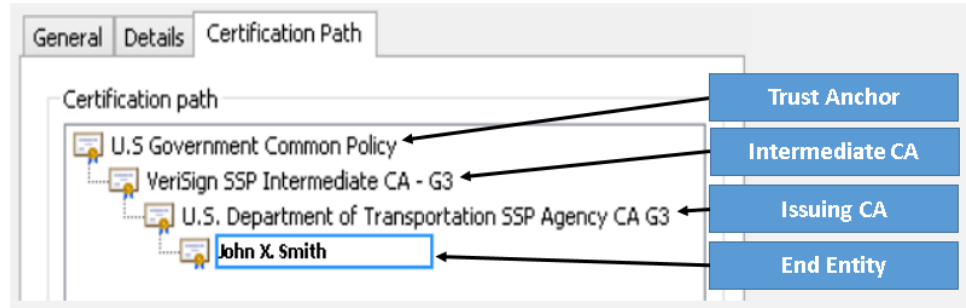 General Details Certification Path
Certification path
Trust Anchor
U.S Government Common Policy
Intermediate CA
VeriSign SSP Intermediate CA - G3
Issuing CA
U.S. Department of Transportation SSP Agency CA G3
John X. Smith
End Entity